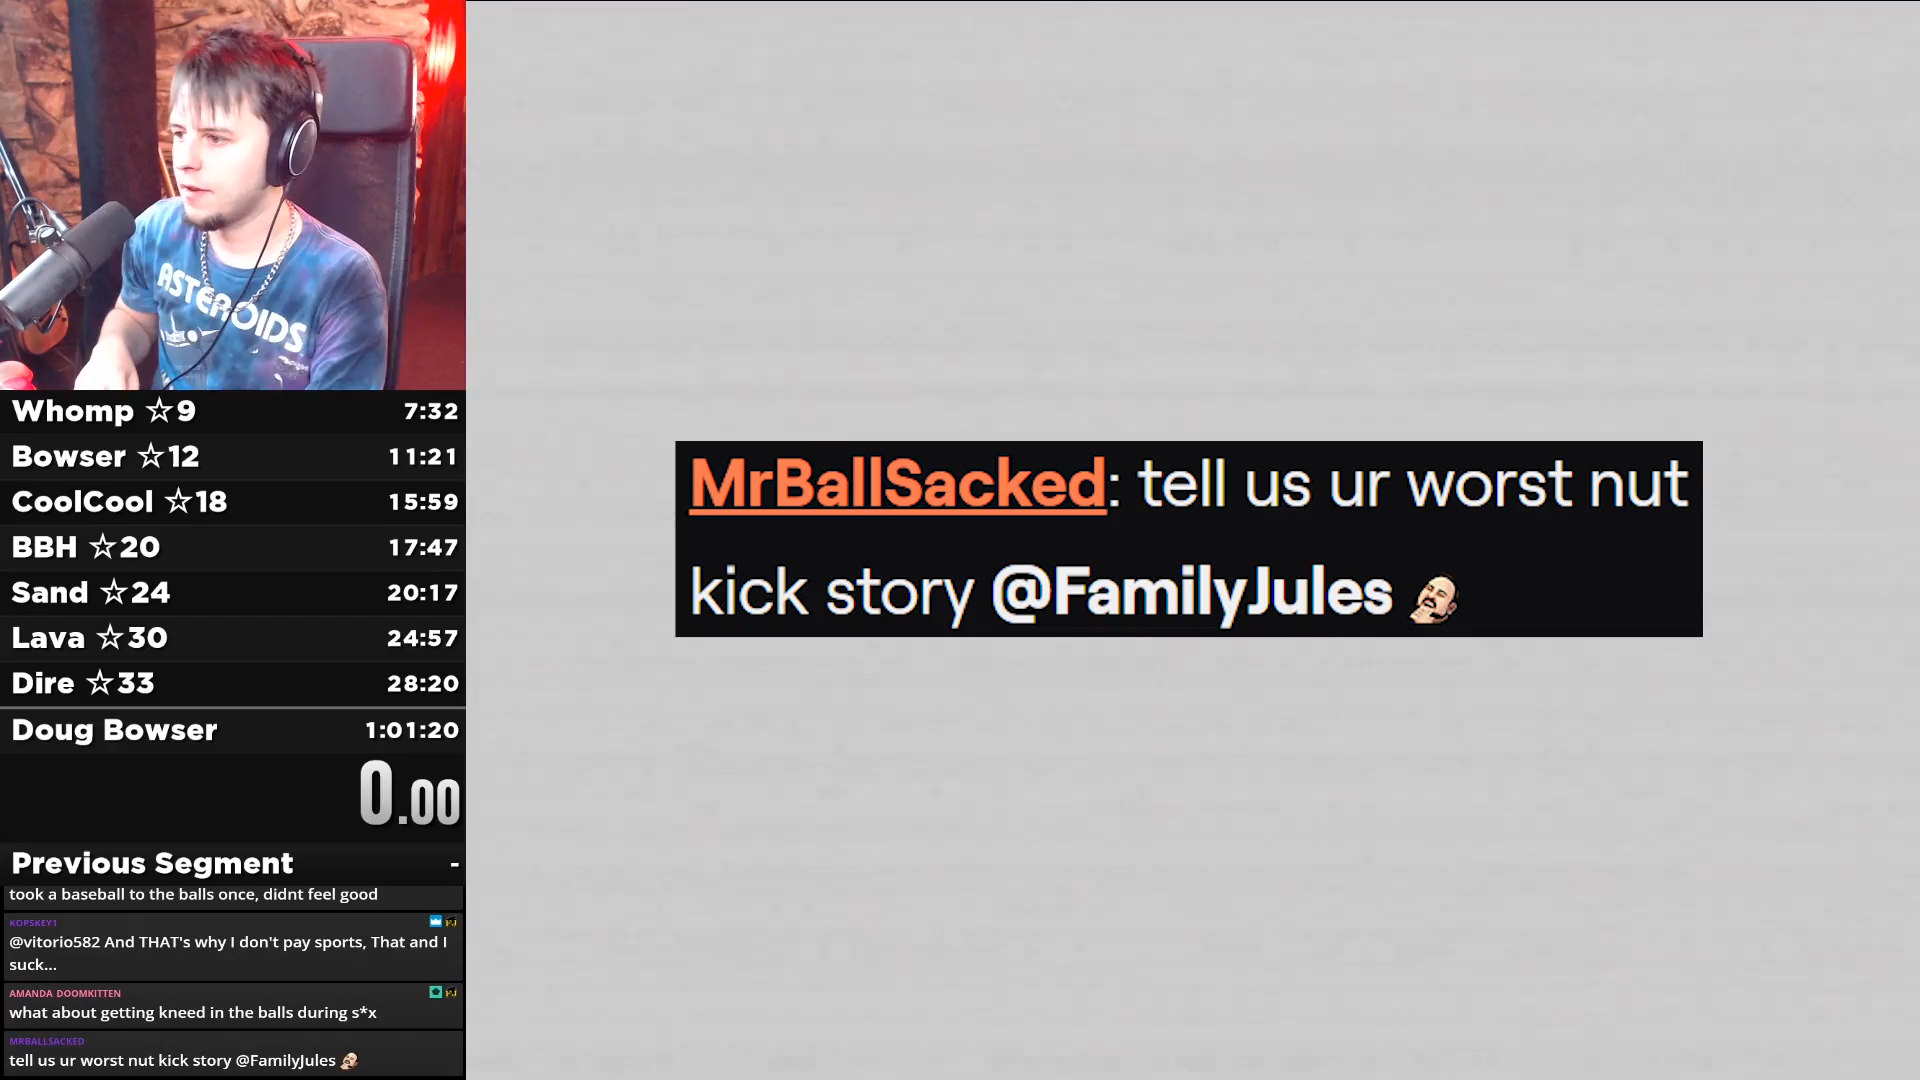 ASTEROIDS
Whomp ☆9 7:32
Bowser ☆12 11:21
CoolCool ☆18 15:59
BBH ☆20 17:47
Sand ☆24 20:17
Lava ☆30 24:57
Dire ☆33 28:20
Doug Bowser 1:01:20
0.00
Previous Segment -
took a baseball to the balls once, didnt feel good
KOPSKEY1
@vitorio582 And THAT's why I don't pay sports, That and I
suck...
AMANDA DOOMKITTEN
what about getting kneed in the balls during s*x
MRBALLSACKED
tell us ur worst nut kick story @FamilyJules
MrBallSacked: tell us ur worst nut
kick story @FamilyJules